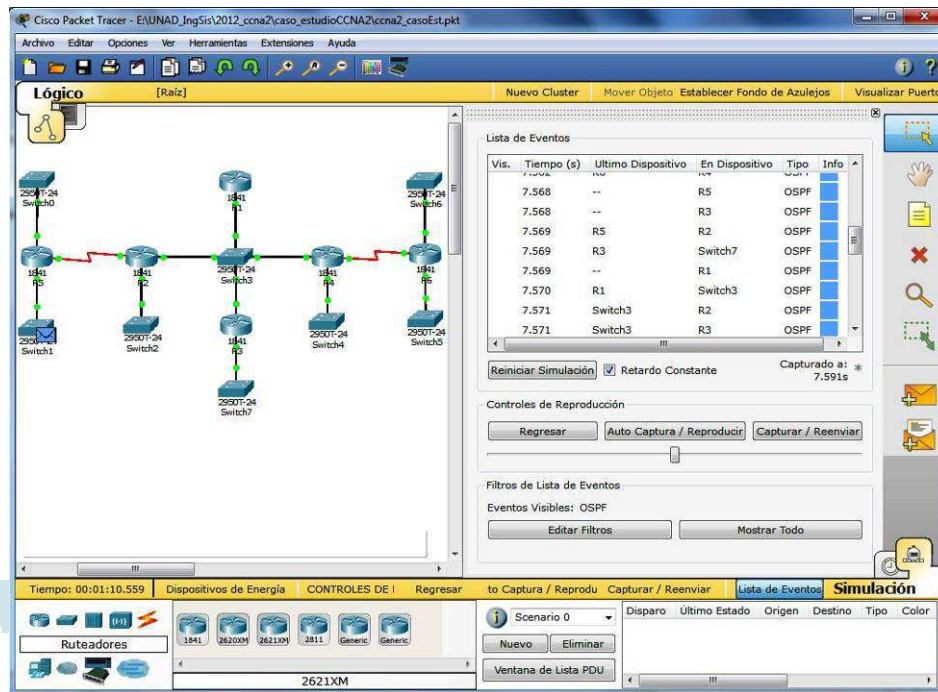 Cisco Packet Tracer - E:\UNAD_IngSis\2012_ccna2\caso_estudioCCNA2\ccna2_casoEst.pkt
Archivo Editar Opciones Ver Herramientas Extensiones Ayuda
Lógico [Raíz] Nuevo Cluster Mover Objeto Establecer Fondo de Azulejos Visualizar Puerto
2950T-24
Switch0
1841
R1
2950T-24
Switch6
1841
R5
1841
R2
2950T-24
Switch3
1841
R4
1841
R6
Switch1
2950T-24
Switch2
1841
R3
2950T-24
Switch4
2950T-24
Switch5
2950T-24
Switch7
Lista de Eventos
Vis. Tiempo (s) Ultimo Dispositivo En Dispositivo Tipo Info
7.562 R6 R4 OSPF
7.568 -- R5 OSPF
7.568 -- R3 OSPF
7.569 R5 R2 OSPF
7.569 R3 Switch7 OSPF
7.569 -- R1 OSPF
7.570 R1 Switch3 OSPF
7.571 Switch3 R2 OSPF
7.571 Switch3 R3 OSPF
Reiniciar Simulación Retardo Constante Capturado a: *
7.591s
Controles de Reproducción
Regresar Auto Captura / Reproducir Capturar / Reenviar
Filtros de Lista de Eventos
Eventos Visibles: OSPF
Editar Filtros Mostrar Todo
Tiempo: 00:01:10.559 Dispositivos de Energía CONTROLES DE Regresar to Captura / Reprodu Capturar / Reenviar Lista de Eventos Simulación
Ruteadores
1841 2620XM 2621XM 2811 Generic Generic
2621XM
Scenario 0
Nuevo Eliminar
Ventana de Lista PDU
Disparo Último Estado Origen Destino Tipo Color